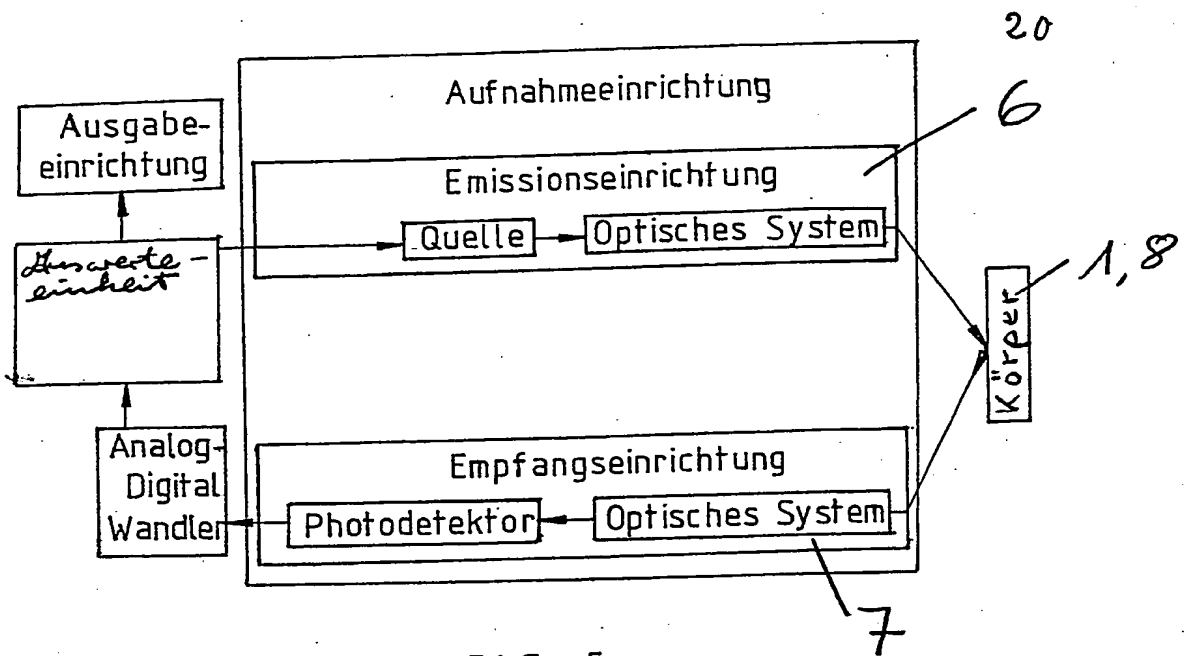 20
Aufnahmeeinrichtung
6
Ausgabe-
einrichtung
Emissionseinrichtung
Quelle
Optisches System
Auswerte-
einheit
1,8
Körper
Analog-
Digital
Wandler
Empfangseinrichtung
Photodetektor
Optisches System
7